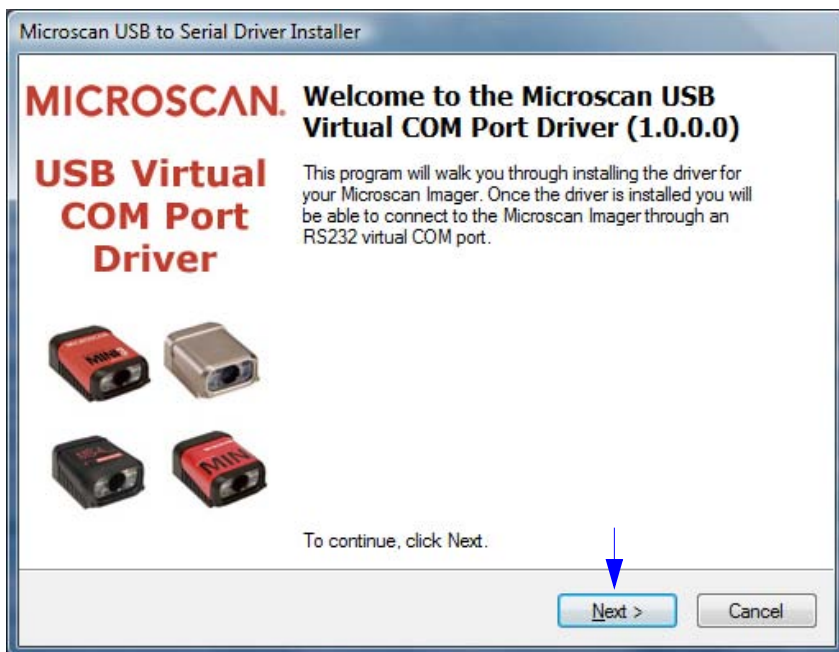 Microscan USB to Serial Driver Installer
MICROSCAN.
USB Virtual
COM Port
Driver
MINI
MIN
Welcome to the Microscan USB
Virtual COM Port Driver (1.0.0.0)
This program will walk you through installing the driver for
your Microscan Imager. Once the driver is installed you will
be able to connect to the Microscan Imager through an
RS232 virtual COM port.
To continue, click Next.
Next >
Cancel